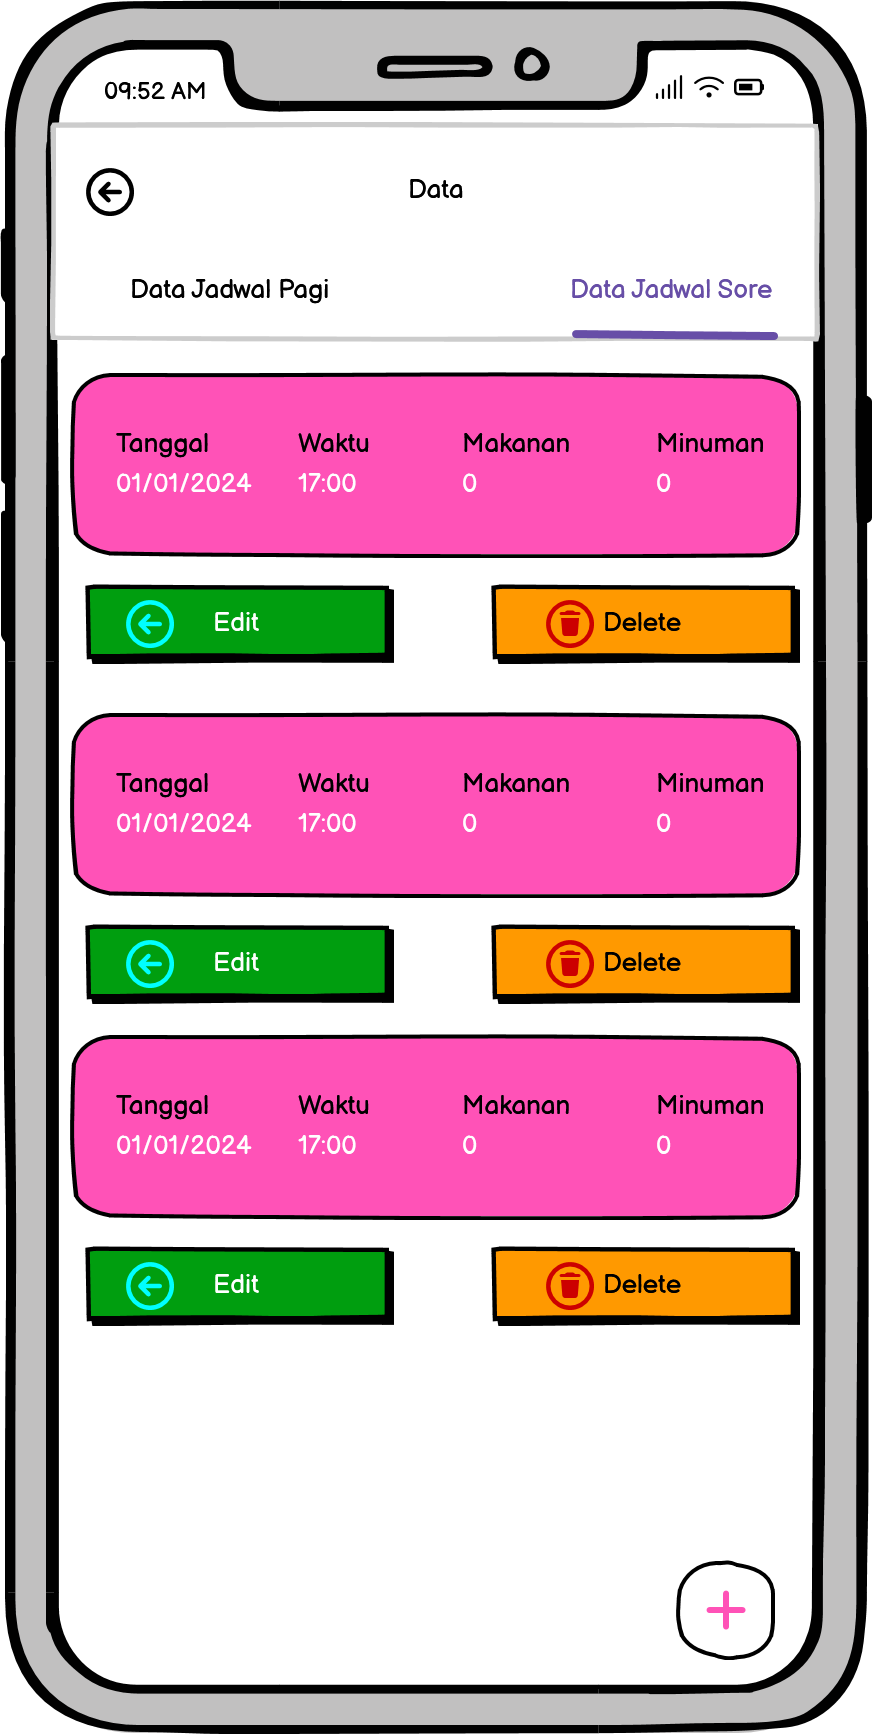 09:52 AM
Data
Data Jadwal Pagi Data Jadwal Sore
Tanggal Waktu Makanan Minuman
01/01/2024 17:00 0 0
Edit Delete
Tanggal Waktu Makanan Minuman
01/01/2024 17:00 0 0
Edit Delete
Tanggal Waktu Makanan Minuman
01/01/2024 17:00 0 0
Edit Delete